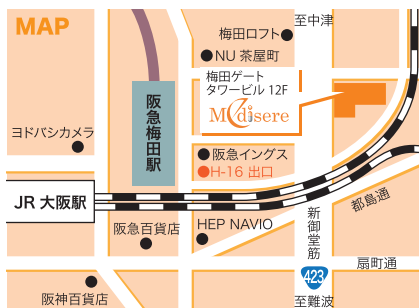 MAP
梅田ロフト
至中津
NU 茶屋町
梅田ゲート
タワービル 12F
Medisere
阪急梅田駅
ヨドバシカメラ
阪急イングス
H-16 出口
JR 大阪駅
都島通
HEP NAVIO
新御堂筋
阪急百貨店
扇町通
423
阪神百貨店
至難波